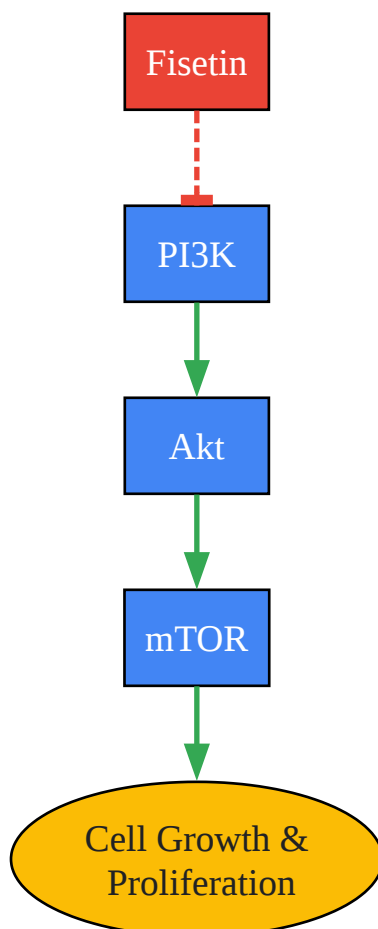 Fisetin
PI3K
Akt
mTOR
Cell Growth &
Proliferation